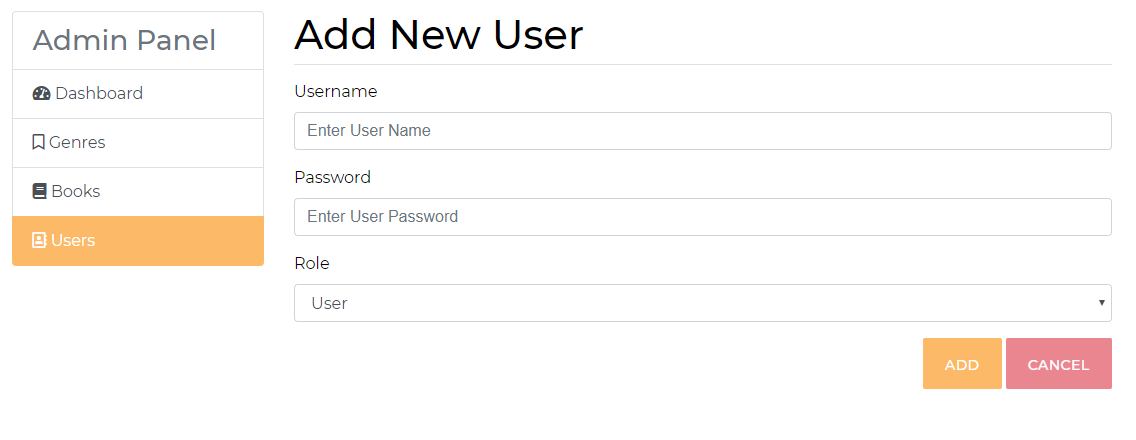 Admin Panel
Dashboard
Genres
Books
Users
Add New User
Username
Enter User Name
Password
Enter User Password
Role
User
ADD
CANCEL